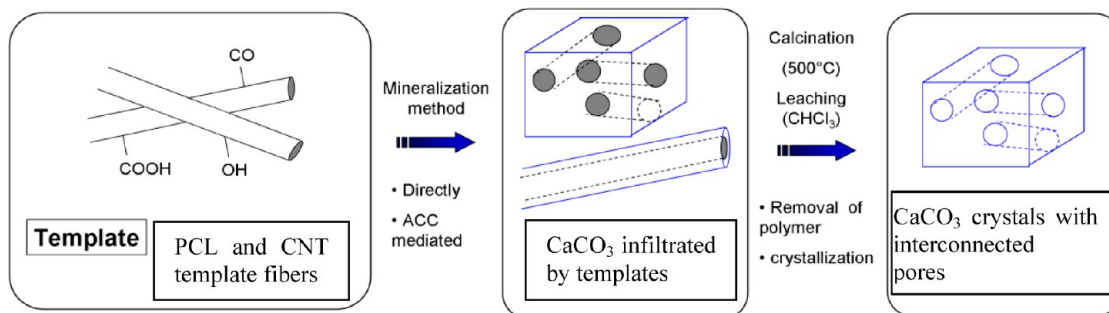 CO
COOH
OH
Template
PCL and CNT
template fibers
Mineralization
method
• Directly
• ACC
mediated
CaCO₃ infiltrated
by templates
Calcination
(500°C)
Leaching
(CHCl₃)
• Removal of
polymer
• crystallization
CaCO₃ crystals with
interconnected
pores